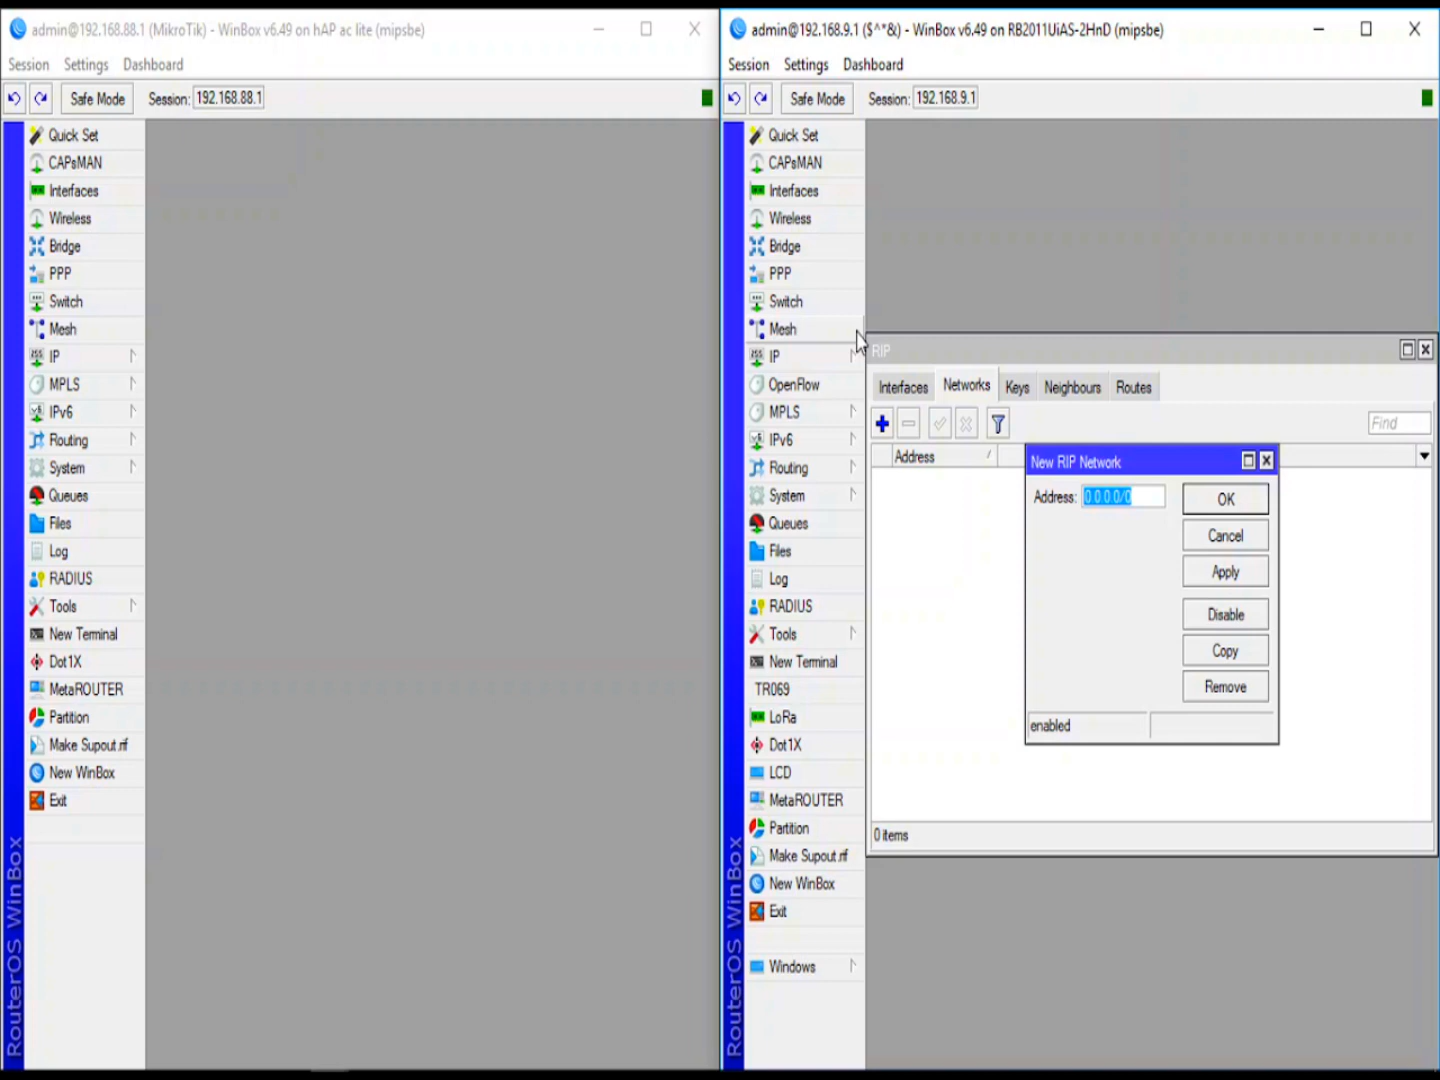 admin@192.168.88.1 (MikroTik) - WinBox v6.49 on hAP ac lite (mipsbe)
Session Settings Dashboard
Safe Mode Session: 192.168.88.1
Quick Set
CAPsMAN
Interfaces
Wireless
Bridge
PPP
Switch
Mesh
IP
MPLS
IPv6
Routing
System
Queues
Files
Log
RADIUS
Tools
New Terminal
Dot1X
MetaROUTER
Partition
Make Supout.rif
New WinBox
Exit
RouterOS WinBox
admin@192.168.9.1 ($^*&) - WinBox v6.49 on RB2011UiAS-2HnD (mipsbe)
Session Settings Dashboard
Safe Mode Session: 192.168.9.1
Quick Set
CAPsMAN
Interfaces
Wireless
Bridge
PPP
Switch
Mesh
IP
OpenFlow
MPLS
IPv6
Routing
System
Queues
Files
Log
RADIUS
Tools
New Terminal
TR069
LoRa
Dot1X
LCD
MetaROUTER
Partition
Make Supout.rif
New WinBox
Exit
Windows
RouterOS WinBox
RIP
Interfaces Networks Keys Neighbours Routes
Find
Address
New RIP Network
Address: 0.0.0.0/0
OK
Cancel
Apply
Disable
Copy
Remove
enabled
0 items